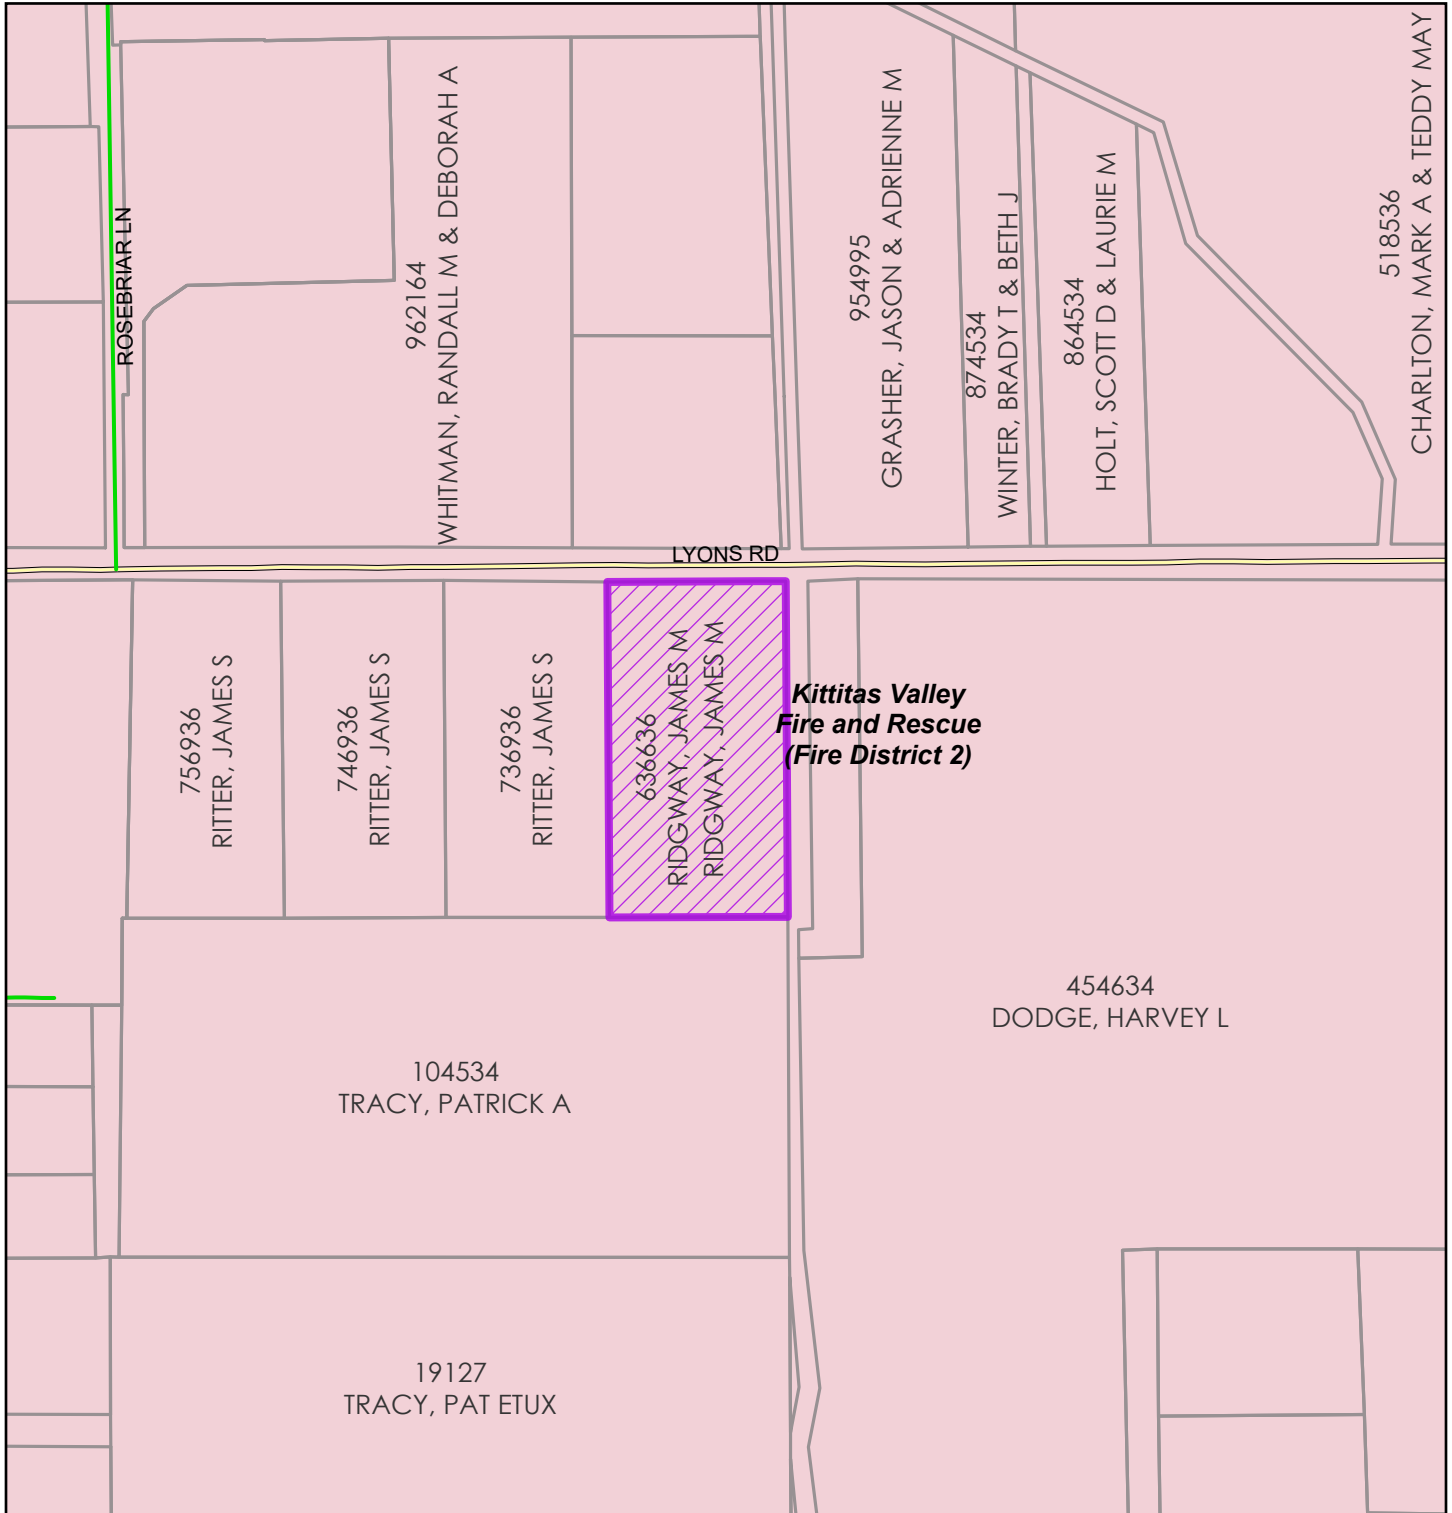 ROSEBRIAR LN
962164
WHITMAN, RANDALL M & DEBORAH A
954995
GRASHER, JASON & ADRIENNE M
874534
WINTER, BRADY T & BETH J
864534
HOLT, SCOTT D & LAURIE M
518536
CHARLTON, MARK A & TEDDY MAY
LYONS RD
756936
RITTER, JAMES S
746936
RITTER, JAMES S
736936
RITTER, JAMES S
636636
RIDGWAY, JAMES M
RIDGWAY, JAMES M
Kittitas Valley
Fire and Rescue
(Fire District 2)
454634
DODGE, HARVEY L
104534
TRACY, PATRICK A
19127
TRACY, PAT ETUX